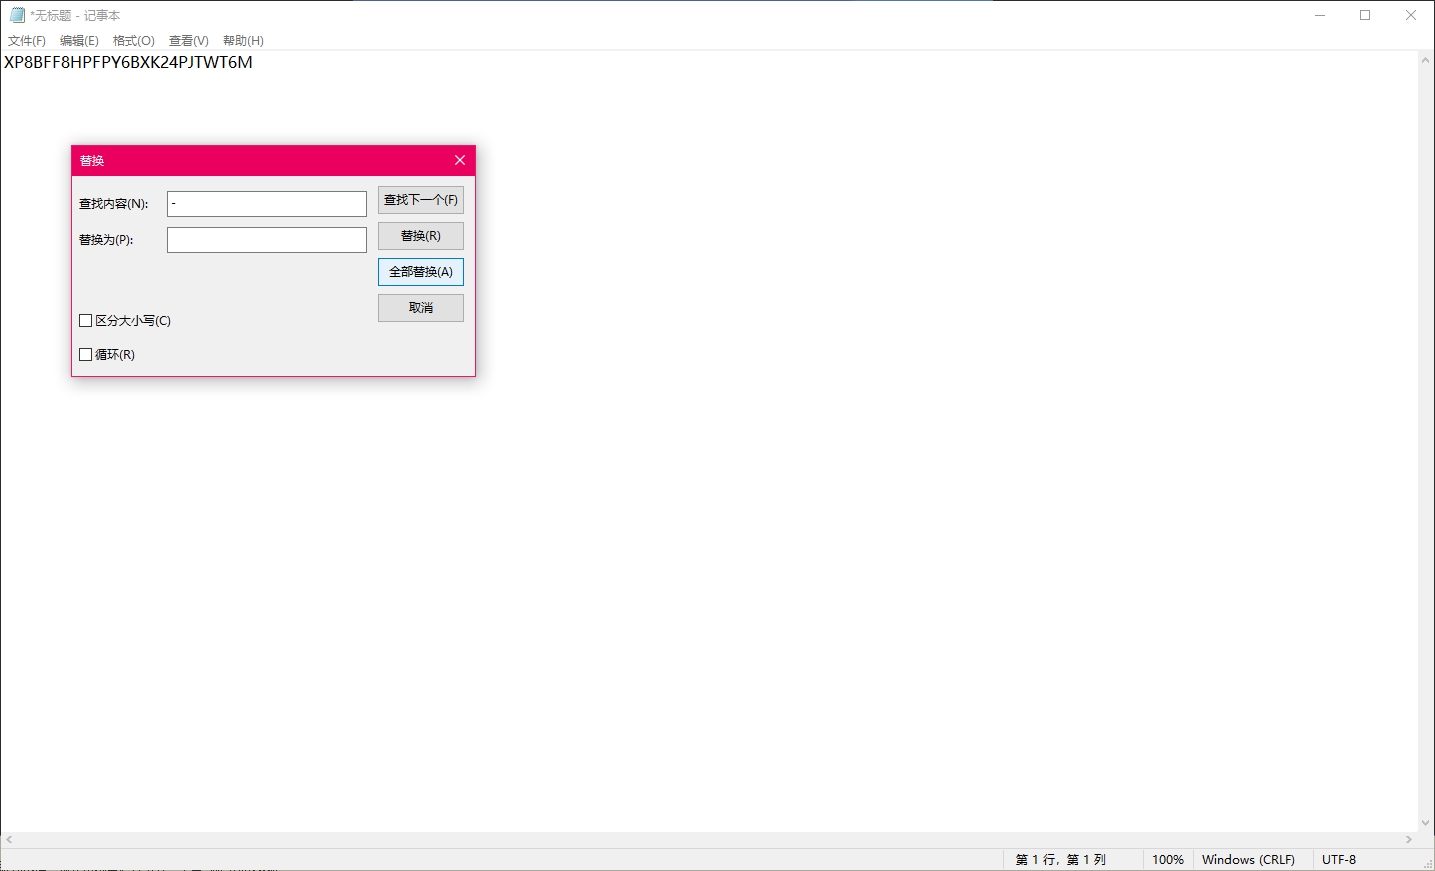 *无标题 - 记事本
文件(F) 编辑(E) 格式(O) 查看(V) 帮助(H)
XP8BFF8HPFPY6BXK24PJTWT6M
替换
查找内容(N): - 查找下一个(F)
替换为(P): 替换(R)
全部替换(A)
取消
区分大小写(C)
循环(R)
第 1 行，第 1 列 100% Windows (CRLF) UTF-8